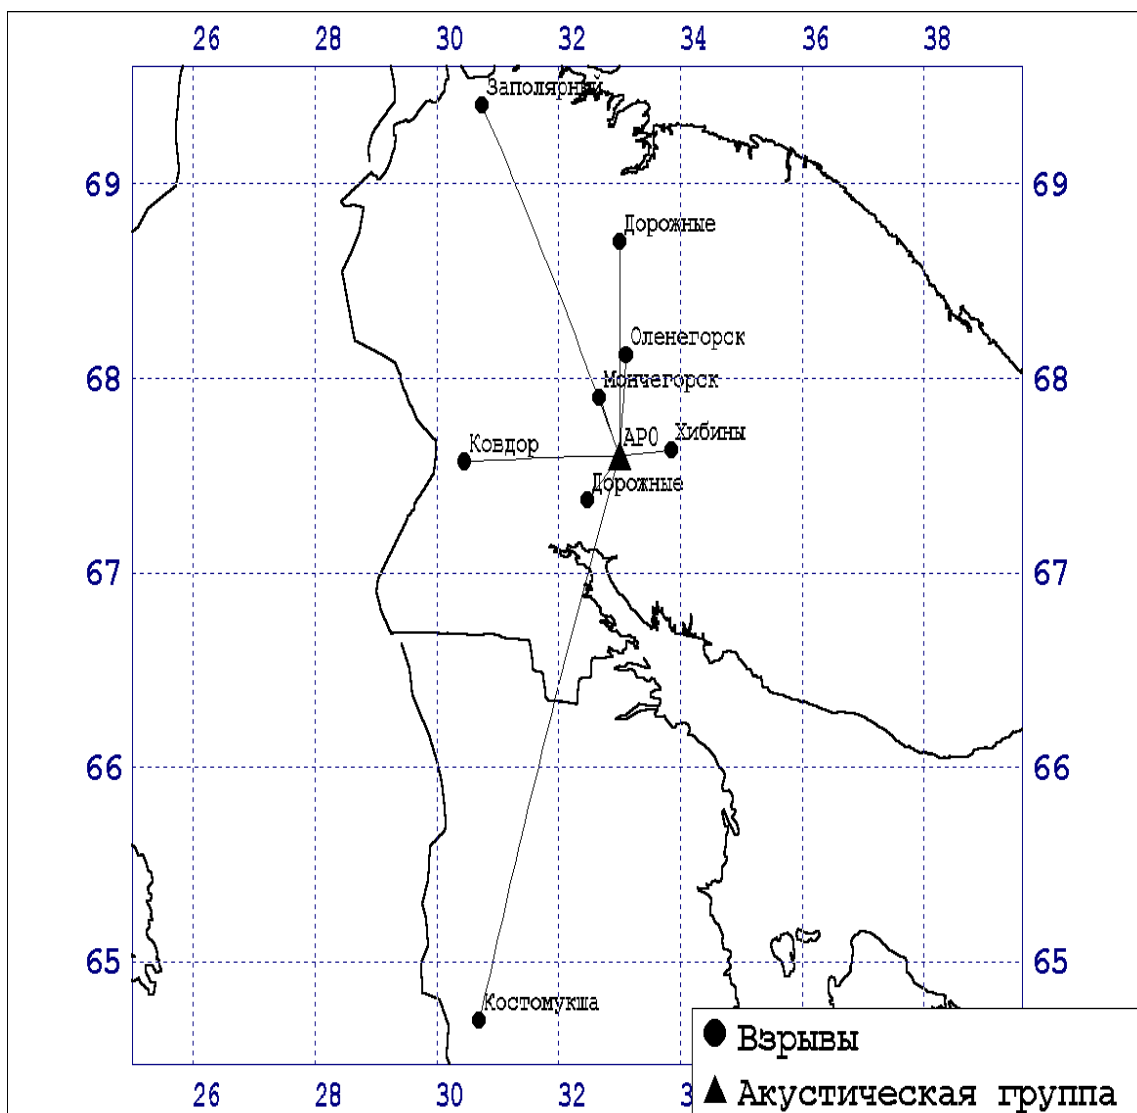 26 28 30 32 34 36 38
Заполярный
69 69
Дорожные
Оленегорск
68 68
Мончегорск
АР0 Хибины
Ковдор
Дорожные
67 67
66 66
65 65
Костомукша
Взрывы
26 28 30 32 3
Акустическая группа